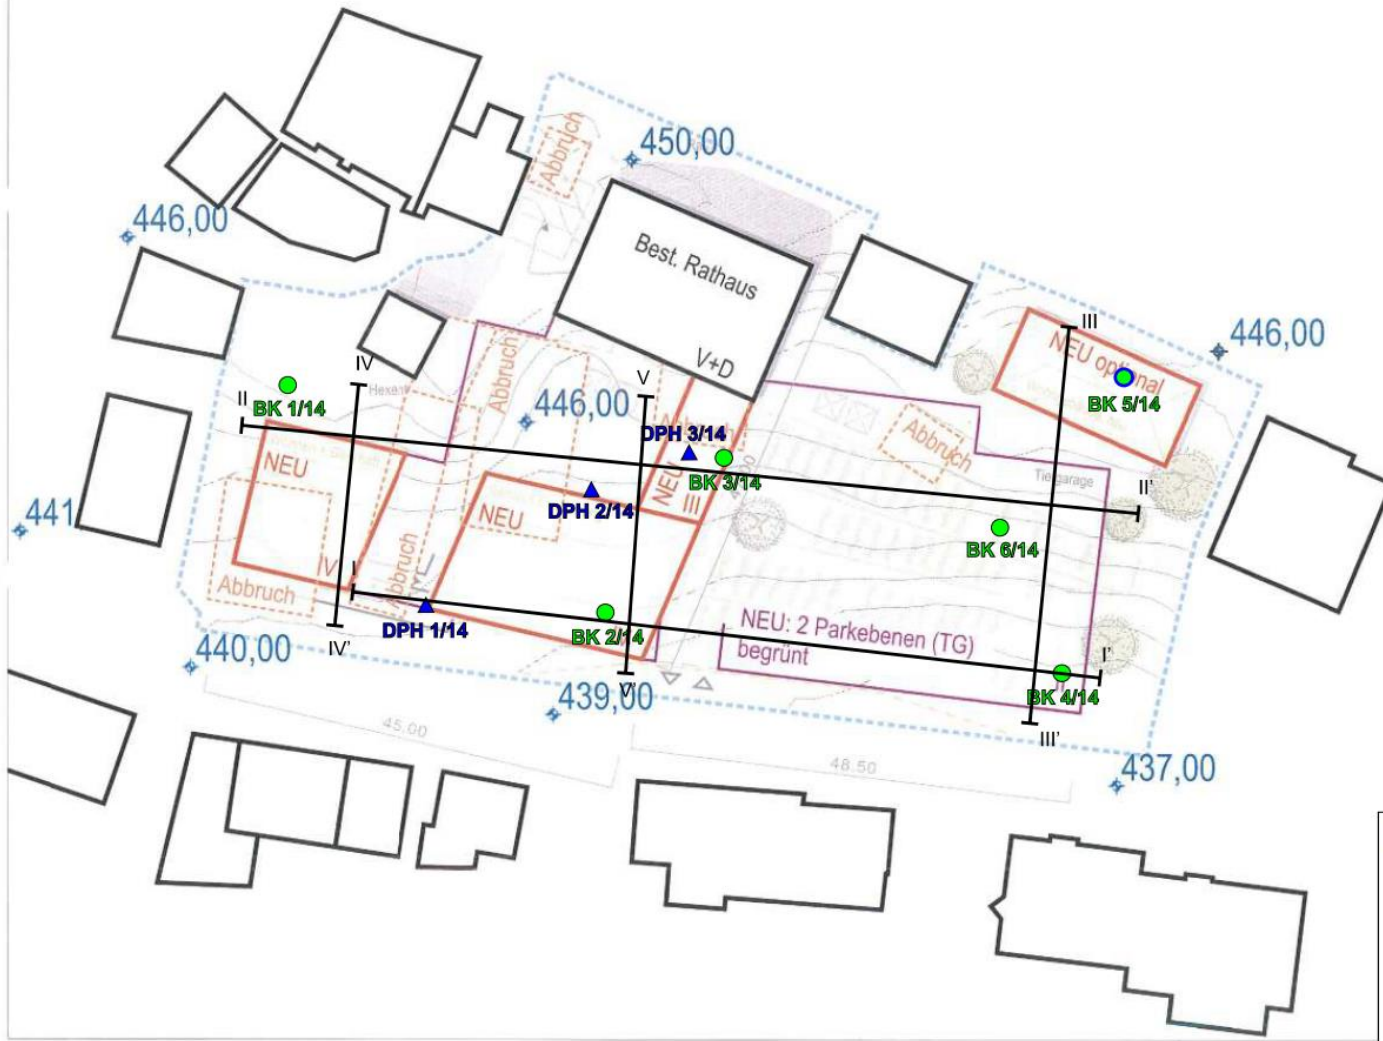 Abbruch
450,00
446,00
Best. Rathaus
V+D
446,00
III
NEU optional
BK 5/14
IV
V
Abbruch
446,00
II
BK 1/14
DPH 3/14
BK 3/14
Abbruch
Tiefgarage
II'
NEU
NEU
NEU
III
DPH 2/14
441
BK 6/14
IV
I
Abbruch
Abbruch
DPH 1/14
BK 2/14
NEU: 2 Parkebenen (TG)
begrünt
I'
BK 4/14
440,00
IV'
V'
439,00
III'
437,00
45.00
48.50